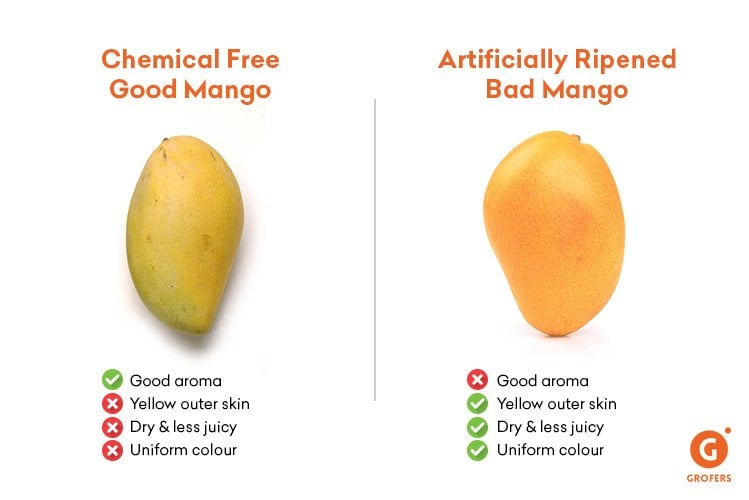 Chemical Free
Good Mango
Good aroma
Yellow outer skin
Dry & less juicy
Uniform colour
Artificially Ripened
Bad Mango
Good aroma
Yellow outer skin
Dry & less juicy
Uniform colour
G
GROFERS